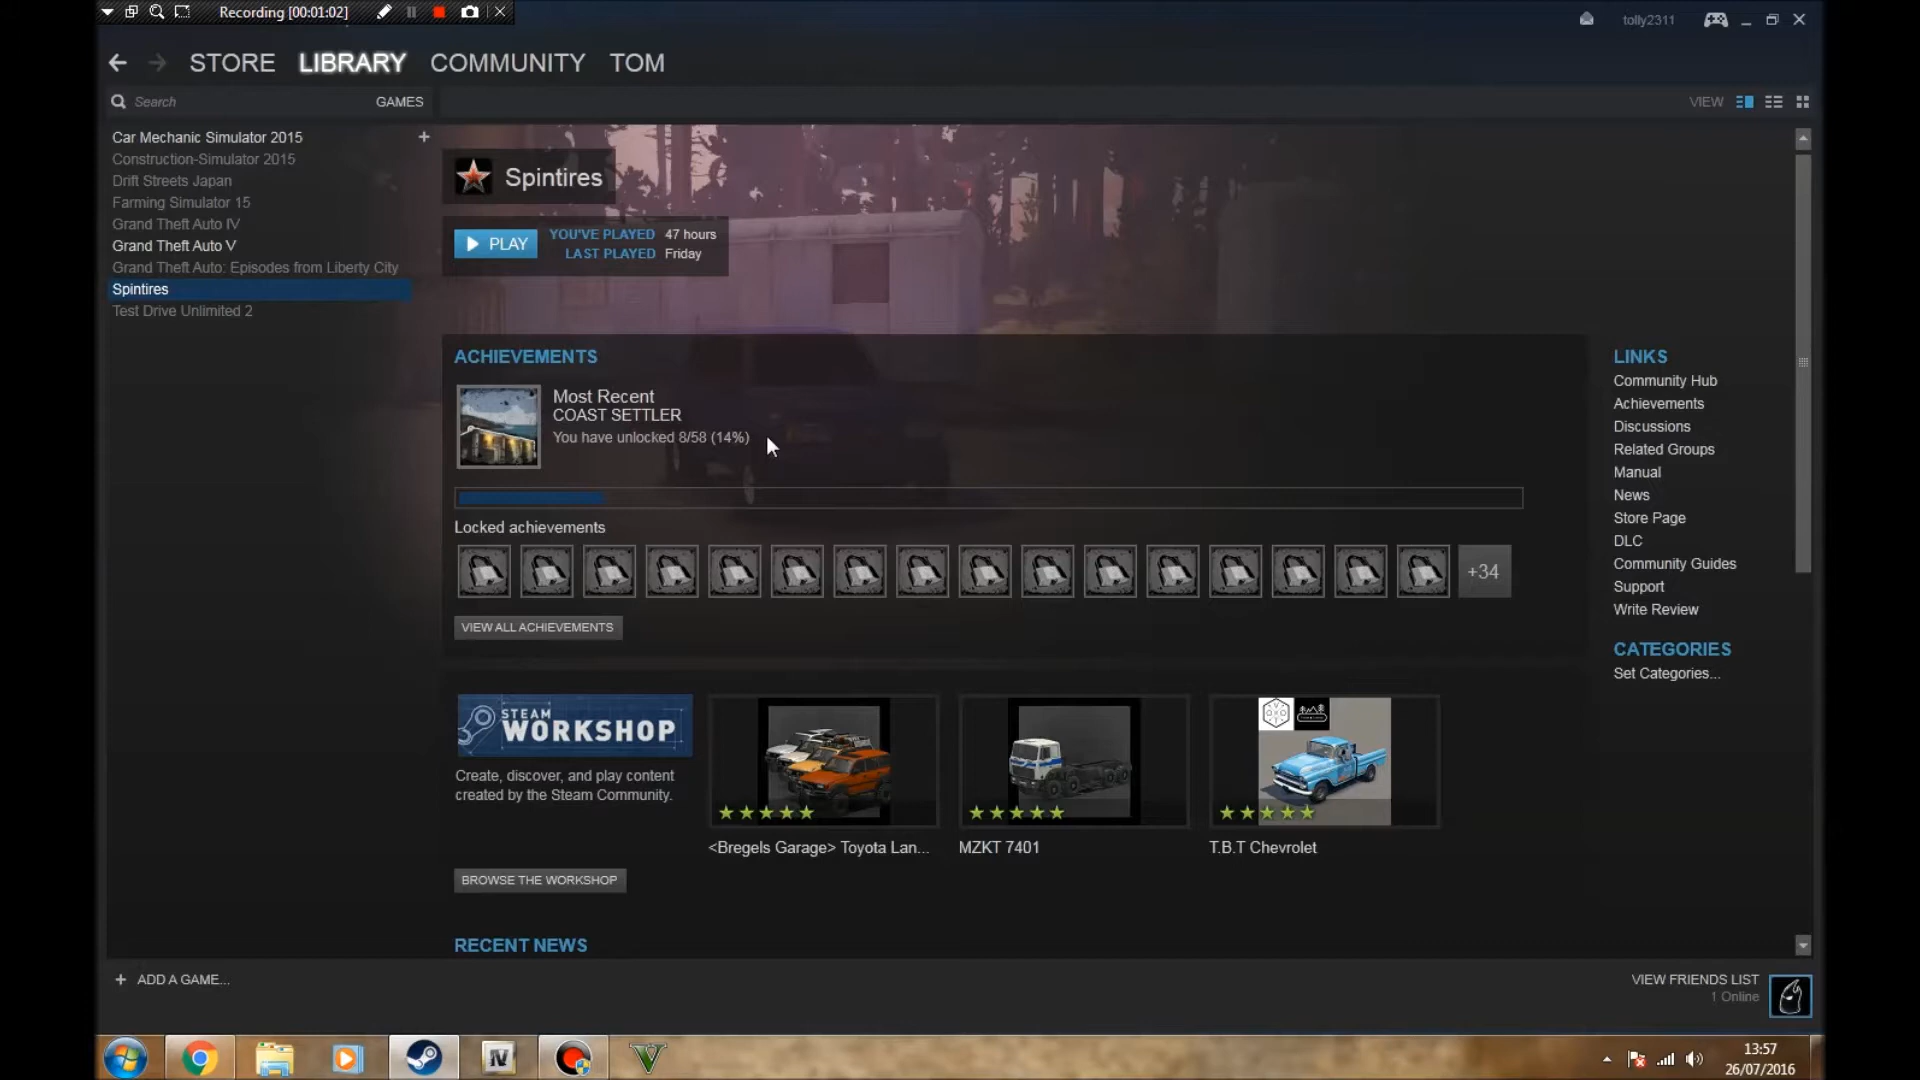 Recording [00:01:02]
tolly2311
STORE LIBRARY COMMUNITY TOM
Search GAMES
VIEW
Car Mechanic Simulator 2015
Construction-Simulator 2015
Drift Streets Japan
Farming Simulator 15
Grand Theft Auto IV
Grand Theft Auto V
Grand Theft Auto: Episodes from Liberty City
Spintires
Test Drive Unlimited 2
Spintires
PLAY
YOU'VE PLAYED 47 hours
LAST PLAYED Friday
ACHIEVEMENTS
Most Recent
COAST SETTLER
You have unlocked 8/58 (14%)
Locked achievements
+34
VIEW ALL ACHIEVEMENTS
STEAM
WORKSHOP
Create, discover, and play content
created by the Steam Community.
<Bregels Garage> Toyota Lan...
MZKT 7401
T.B.T Chevrolet
BROWSE THE WORKSHOP
RECENT NEWS
LINKS
Community Hub
Achievements
Discussions
Related Groups
Manual
News
Store Page
DLC
Community Guides
Support
Write Review
CATEGORIES
Set Categories...
+ ADD A GAME...
VIEW FRIENDS LIST
1 Online
IV
V
13:57
26/07/2016